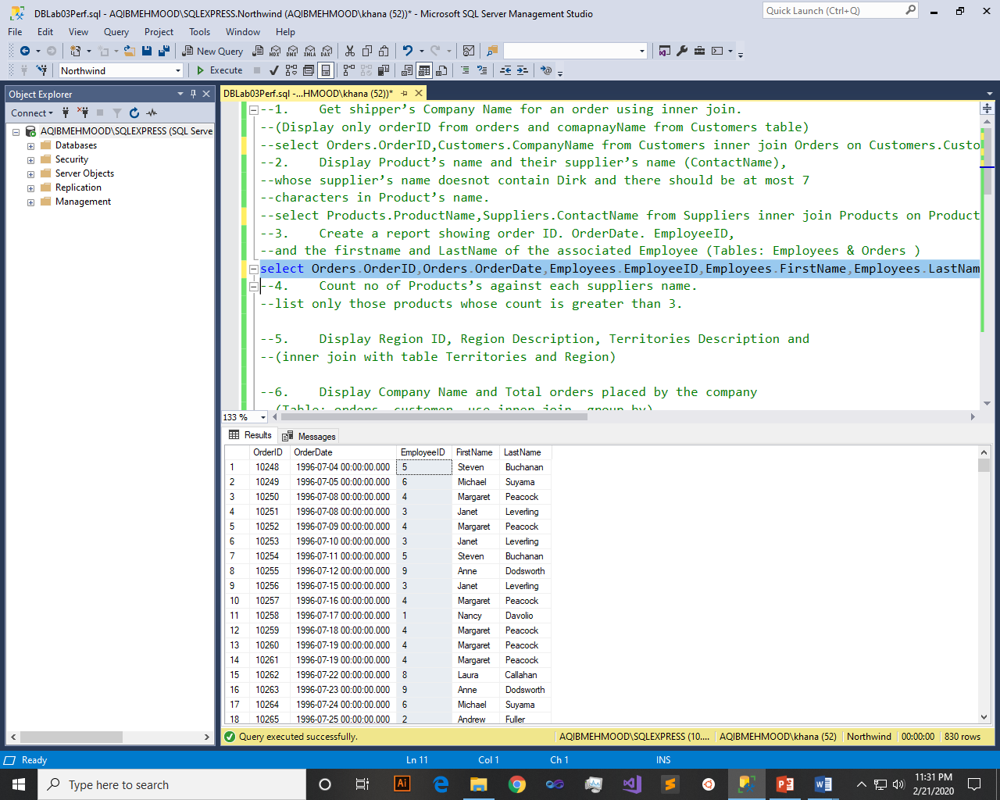 DBLab03Perf.sql - AQIBMEHMOOD\SQLEXPRESS.Northwind (AQIBMEHMOOD\khana (52))* - Microsoft SQL Server Management Studio
Quick Launch (Ctrl+Q)
File Edit View Query Project Tools Window Help
New Query MDX DMX XMLA DAX
Northwind Execute
Object Explorer
DBLab03Perf.sql -...HMOOD\khana (52))*
Connect
AQIBMEHMOOD\SQLEXPRESS (SQL Serve
Databases
Security
Server Objects
Replication
Management
--1. Get shipper’s Company Name for an order using inner join.
--(Display only orderID from orders and comapnayName from Customers table)
--select Orders.OrderID,Customers.CompanyName from Customers inner join Orders on Customers.Custo
--2. Display Product’s name and their supplier’s name (ContactName),
--whose supplier’s name doesnot contain Dirk and there should be at most 7
--characters in Product’s name.
--select Products.ProductName,Suppliers.ContactName from Suppliers inner join Products on Product
--3. Create a report showing order ID. OrderDate. EmployeeID,
--and the firstname and LastName of the associated Employee (Tables: Employees & Orders )
select Orders.OrderID,Orders.OrderDate,Employees.EmployeeID,Employees.FirstName,Employees.LastNam
--4. Count no of Products’s against each suppliers name.
--list only those products whose count is greater than 3.
--5. Display Region ID, Region Description, Territories Description and
--(inner join with table Territories and Region)
--6. Display Company Name and Total orders placed by the company
--(Table: orders, customer, use inner join, group by)
133 %
Results Messages
OrderID OrderDate EmployeeID FirstName LastName
1 10248 1996-07-04 00:00:00.000 5 Steven Buchanan
2 10249 1996-07-05 00:00:00.000 6 Michael Suyama
3 10250 1996-07-08 00:00:00.000 4 Margaret Peacock
4 10251 1996-07-08 00:00:00.000 3 Janet Leverling
5 10252 1996-07-09 00:00:00.000 4 Margaret Peacock
6 10253 1996-07-10 00:00:00.000 3 Janet Leverling
7 10254 1996-07-11 00:00:00.000 5 Steven Buchanan
8 10255 1996-07-12 00:00:00.000 9 Anne Dodsworth
9 10256 1996-07-15 00:00:00.000 3 Janet Leverling
10 10257 1996-07-16 00:00:00.000 4 Margaret Peacock
11 10258 1996-07-17 00:00:00.000 1 Nancy Davolio
12 10259 1996-07-18 00:00:00.000 4 Margaret Peacock
13 10260 1996-07-19 00:00:00.000 4 Margaret Peacock
14 10261 1996-07-19 00:00:00.000 4 Margaret Peacock
15 10262 1996-07-22 00:00:00.000 8 Laura Callahan
16 10263 1996-07-23 00:00:00.000 9 Anne Dodsworth
17 10264 1996-07-24 00:00:00.000 6 Michael Suyama
18 10265 1996-07-25 00:00:00.000 2 Andrew Fuller
Query executed successfully. AQIBMEHMOOD\SQLEXPRESS (10.... AQIBMEHMOOD\khana (52) Northwind 00:00:00 830 rows
Ready Ln 11 Col 1 Ch 1 INS
Type here to search
Ai
11:31 PM
2/21/2020